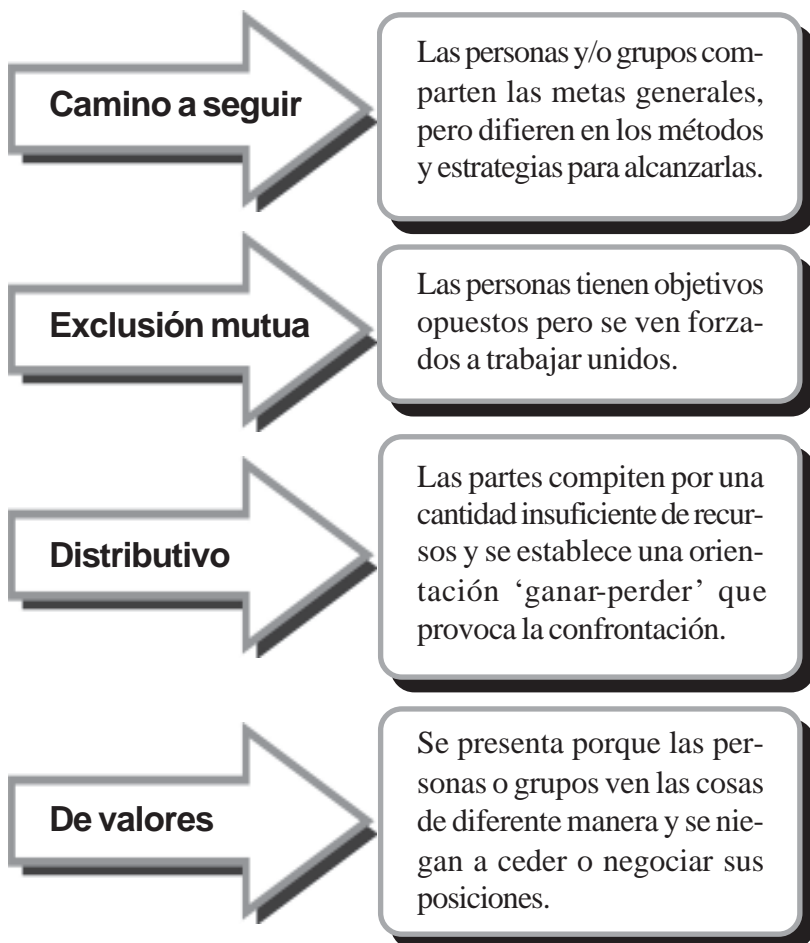 Camino a seguir
Las personas y/o grupos com-
parten las metas generales,
pero difieren en los métodos
y estrategias para alcanzarlas.
Exclusión mutua
Las personas tienen objetivos
opuestos pero se ven forza-
dos a trabajar unidos.
Distributivo
Las partes compiten por una
cantidad insuficiente de recur-
sos y se establece una orien-
tación ‘ganar-perder’ que
provoca la confrontación.
De valores
Se presenta porque las per-
sonas o grupos ven las cosas
de diferente manera y se nie-
gan a ceder o negociar sus
posiciones.